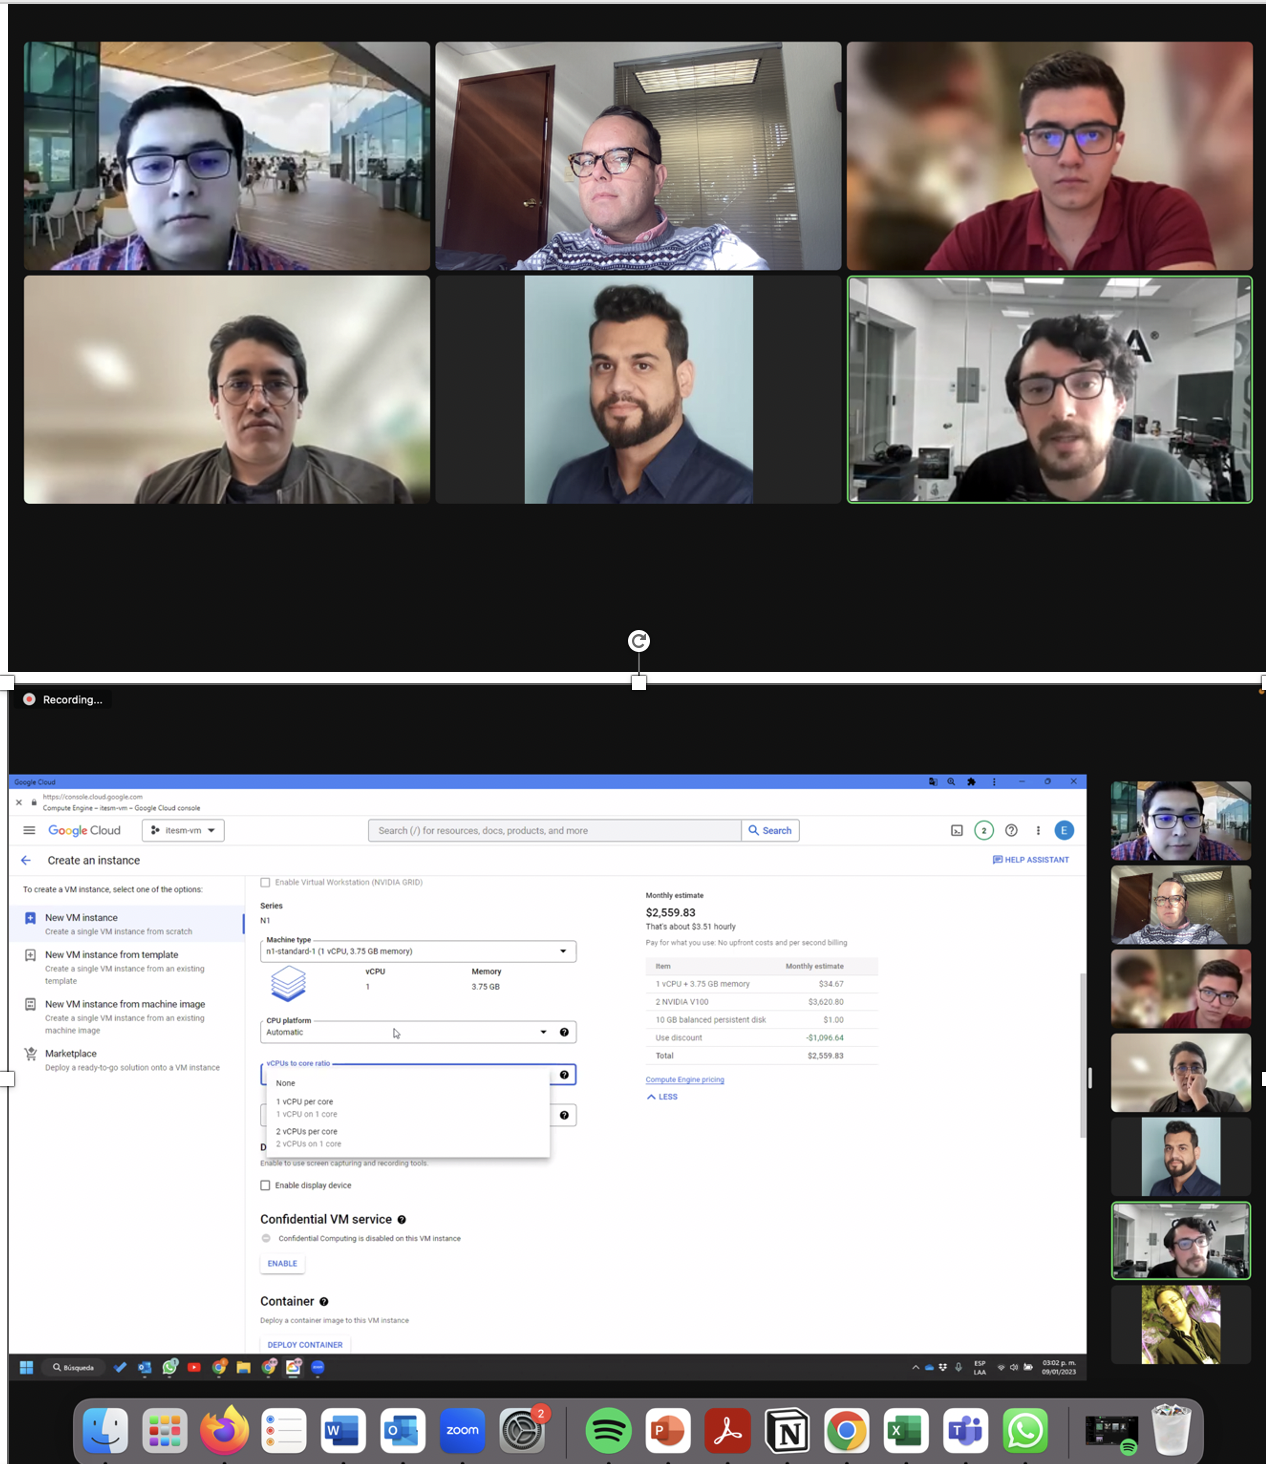 A®
Recording...
Google Cloud
https://console.cloud.google.com
Compute Engine – itesm-vm – Google Cloud console
Google Cloud
itesm-vm
Search (/) for resources, docs, products, and more
Search
2
E
Create an instance
HELP ASSISTANT
To create a VM instance, select one of the options:
New VM instance
Create a single VM instance from scratch
New VM instance from template
Create a single VM instance from an existing
template
New VM instance from machine image
Create a single VM instance from an existing
machine image
Marketplace
Deploy a ready-to-go solution onto a VM instance
Enable Virtual Workstation (NVIDIA GRID)
Series
N1
Machine type
n1-standard-1 (1 vCPU, 3.75 GB memory)
vCPU
Memory
1
3.75 GB
CPU platform
Automatic
vCPUs to core ratio
None
1 vCPU per core
1 vCPU on 1 core
2 vCPUs per core
2 vCPUs on 1 core
D
Enable to use screen capturing and recording tools.
Enable display device
Confidential VM service
Confidential Computing is disabled on this VM instance
ENABLE
Container
Deploy a container image to this VM instance
DEPLOY CONTAINER
Monthly estimate
$2,559.83
That's about $3.51 hourly
Pay for what you use: No upfront costs and per second billing
Item Monthly estimate
1 vCPU + 3.75 GB memory $34.67
2 NVIDIA V100 $3,620.80
10 GB balanced persistent disk $1.00
Use discount -$1,096.64
Total $2,559.83
Compute Engine pricing
LESS
Búsqueda
ESP
LAA
03:02 p. m.
09/01/2023
W
O
zoom
2
P
N
X
T